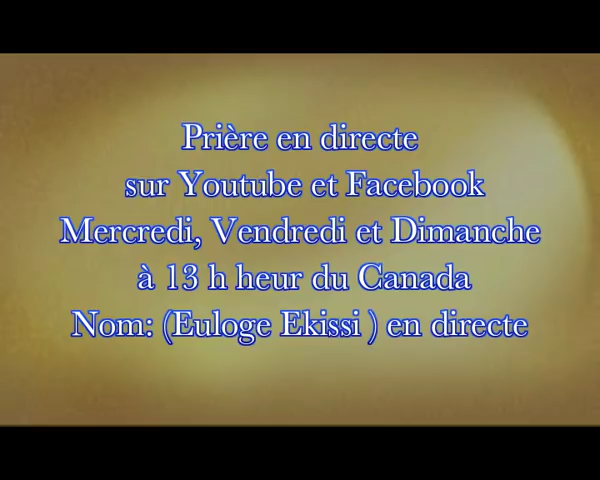 Prière en directe
sur Youtube et Facebook
Mercredi, Vendredi et Dimanche
à 13 h heur du Canada
Nom: (Euloge Ekissi ) en directe